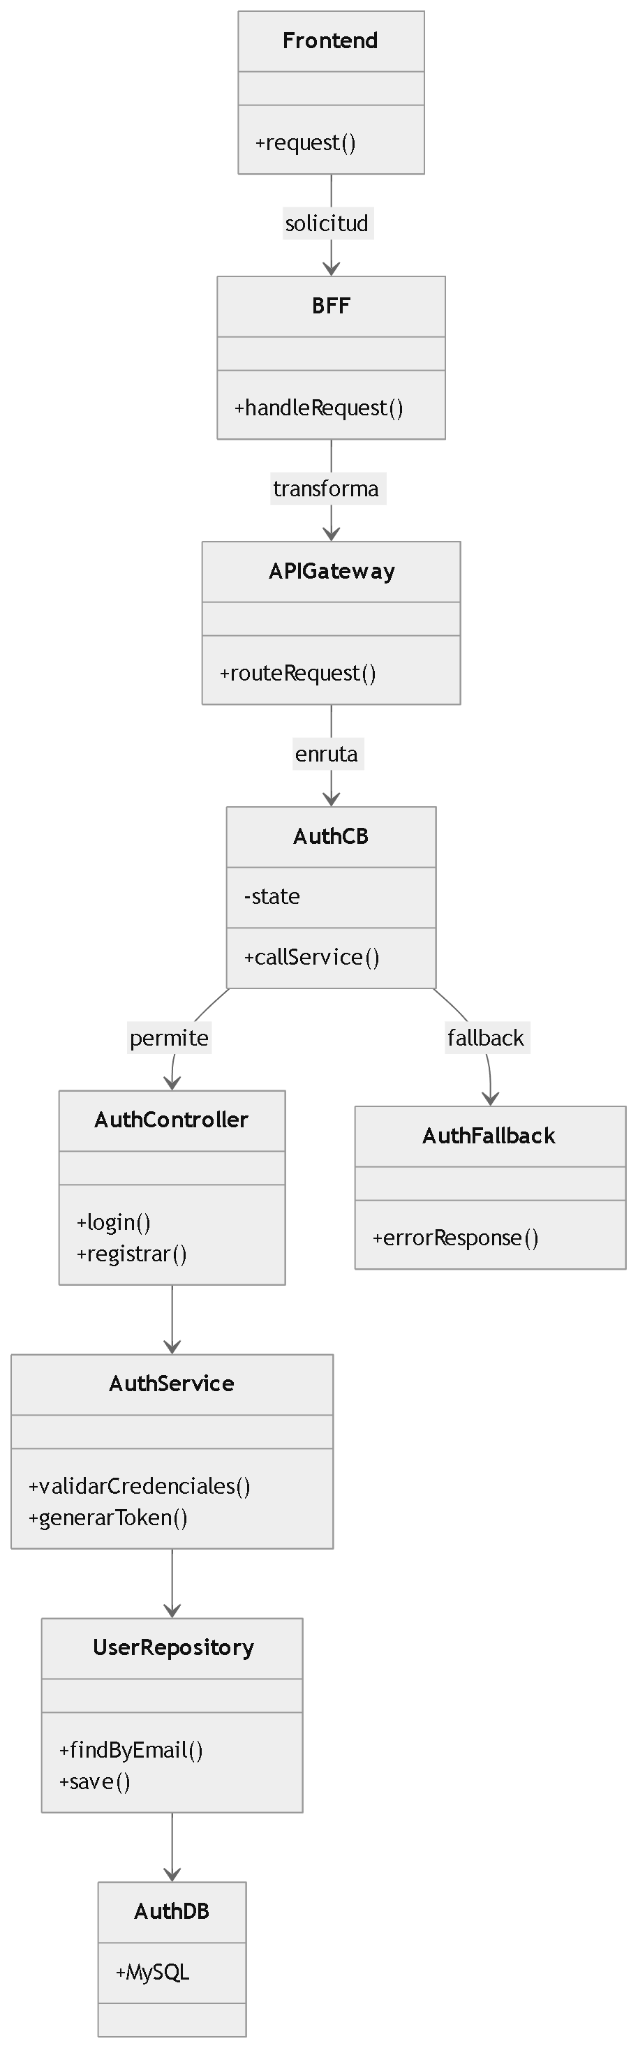 Frontend
+request()
solicitud
BFF
+handleRequest()
transforma
APIGateway
+routeRequest()
enruta
AuthCB
-state
+callService()
permite
fallback
AuthController
+login()
+registrar()
AuthFallback
+errorResponse()
AuthService
+validarCredenciales()
+generarToken()
UserRepository
+findByEmail()
+save()
AuthDB
+MySQL